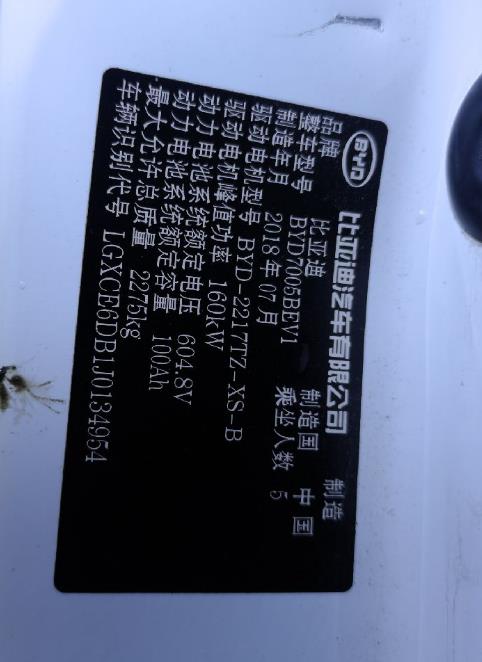 BYD 比亚迪汽车有限公司 制造
品牌 比亚迪 制造国 中国
整车型号 BYD7005BEV1 乘坐人数 5
制造年月 2018年07月
驱动电机型号 BYD-2217TZ-XS-B
驱动电机峰值功率 160kW
动力电池系统额定电压 604.8V
动力电池系统额定容量 100Ah
最大允许总质量 2275kg
车辆识别代号 LGXCE6DB1J0134954